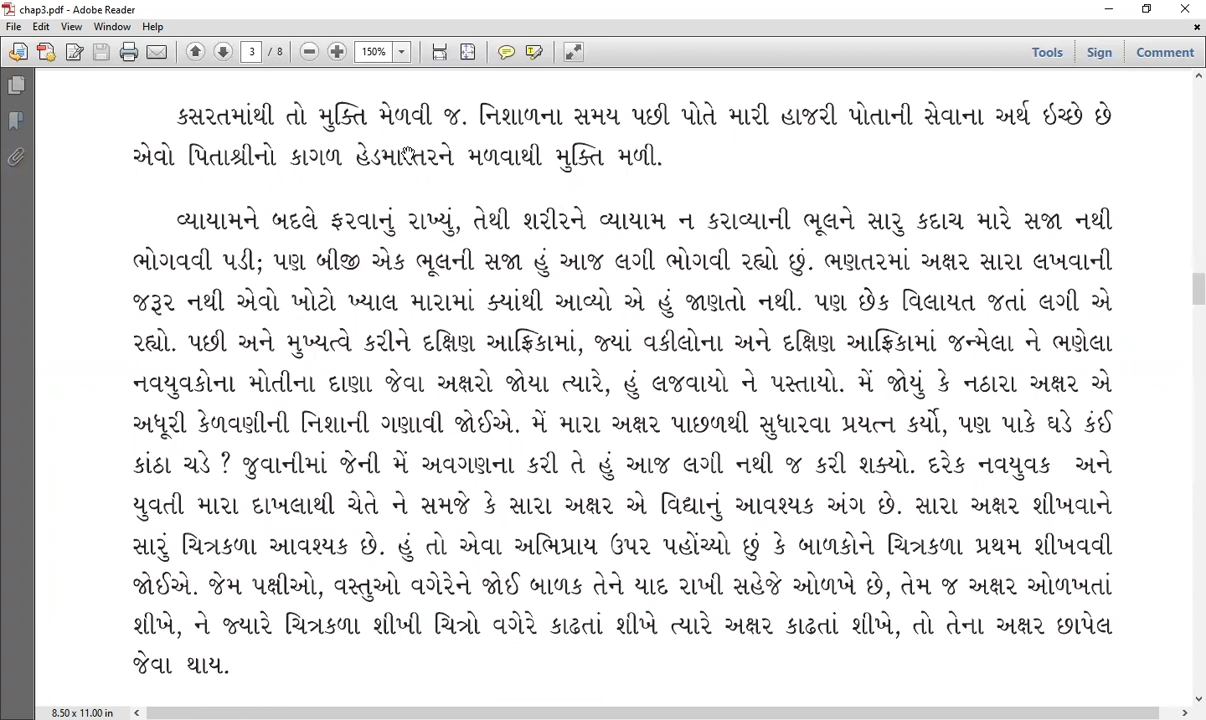 chap3.pdf - Adobe Reader
File Edit View Window Help
3 / 8 150% Tools Sign Comment
કસરતમાંથી તો મુક્તિ મેળવી જ. નિશાળના સમય પછી પોતે મારી હાજરી પોતાની સેવાના અર્થે ઇચ્છે છે
એવો પિતાશ્રીનો કાગળ હેડમાસ્તરને મળવાથી મુક્તિ મળી.
વ્યાયામને બદલે ફરવાનું રાખ્યું, તેથી શરીરને વ્યાયામ ન કરાવ્યાની ભૂલને સારુ કદાચ મારે સજા નથી
ભોગવવી પડી; પણ બીજી એક ભૂલની સજા હું આજ લગી ભોગવી રહ્યો છું. ભણતરમાં અક્ષર સારા લખવાની
જરૂર નથી એવો ખોટો ખ્યાલ મારામાં ક્યાંથી આવ્યો એ હું જાણતો નથી. પણ છેક વિલાયત જતાં લગી એ
રહ્યો. પછી અને મુખ્યત્વે કરીને દક્ષિણ આફ્રિકામાં, જ્યાં વકીલોના અને દક્ષિણ આફ્રિકામાં જન્મેલા ને ભણેલા
નવયુવકોના મોતીના દાણા જેવા અક્ષરો જોયા ત્યારે, હું લજવાયો ને પસ્તાયો. મેં જોયું કે નઠારા અક્ષર એ
અધૂરી કેળવણીની નિશાની ગણાવી જોઈએ. મેં મારા અક્ષર પાછળથી સુધારવા પ્રયત્ન કર્યો, પણ પાકે ઘડે કંઈ
કાંઠા ચડે ? જુવાનીમાં જેની મેં અવગણના કરી તે હું આજ લગી નથી જ કરી શક્યો. દરેક નવયુવક અને
યુવતી મારા દાખલાથી ચેતે ને સમજે કે સારા અક્ષર એ વિદ્યાનું આવશ્યક અંગ છે. સારા અક્ષર શીખવાને
સારું ચિત્રકળા આવશ્યક છે. હું તો એવા અભિપ્રાય ઉપર પહોંચ્યો છું કે બાળકોને ચિત્રકળા પ્રથમ શીખવવી
જોઈએ. જેમ પક્ષીઓ, વસ્તુઓ વગેરેને જોઈ બાળક તેને યાદ રાખી સહેજે ઓળખે છે, તેમ જ અક્ષર ઓળખતાં
શીખે, ને જ્યારે ચિત્રકળા શીખી ચિત્રો વગેરે કાઢતાં શીખે ત્યારે અક્ષર કાઢતાં શીખે, તો તેના અક્ષર છાપેલ
જેવા થાય.
8.50 x 11.00 in